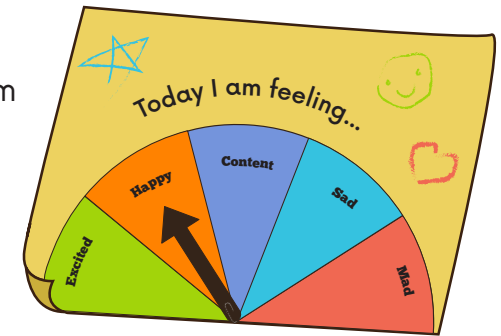 m
Today I am feeling...
Excited
Happy
Content
Sad
Mad